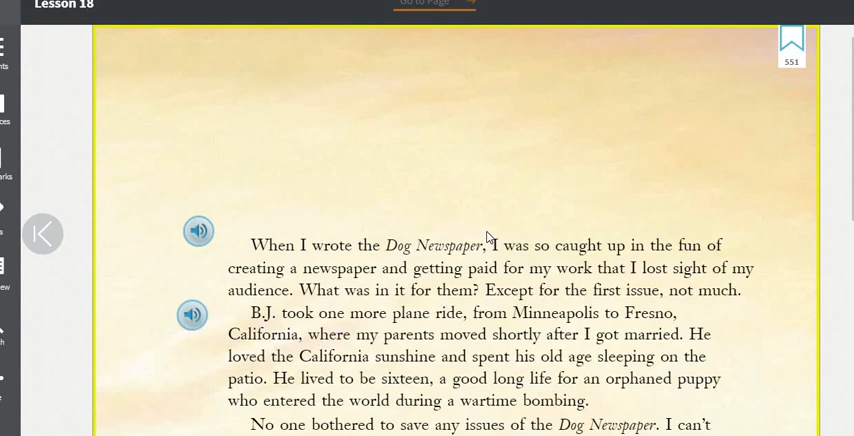 Lesson 18
Go to Page
551
When I wrote the Dog Newspaper, I was so caught up in the fun of
creating a newspaper and getting paid for my work that I lost sight of my
audience. What was in it for them? Except for the first issue, not much.
B.J. took one more plane ride, from Minneapolis to Fresno,
California, where my parents moved shortly after I got married. He
loved the California sunshine and spent his old age sleeping on the
patio. He lived to be sixteen, a good long life for an orphaned puppy
who entered the world during a wartime bombing.
No one bothered to save any issues of the Dog Newspaper. I can't